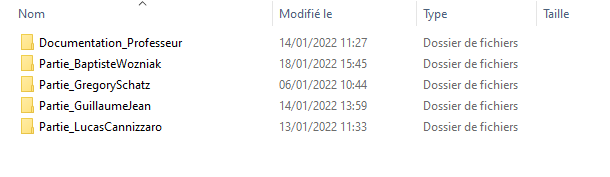 Nom Modifié le Type Taille
Documentation_Professeur 14/01/2022 11:27 Dossier de fichiers
Partie_BaptisteWozniak 18/01/2022 15:45 Dossier de fichiers
Partie_GregorySchatz 06/01/2022 10:44 Dossier de fichiers
Partie_GuillaumeJean 14/01/2022 13:59 Dossier de fichiers
Partie_LucasCannizzaro 13/01/2022 11:33 Dossier de fichiers